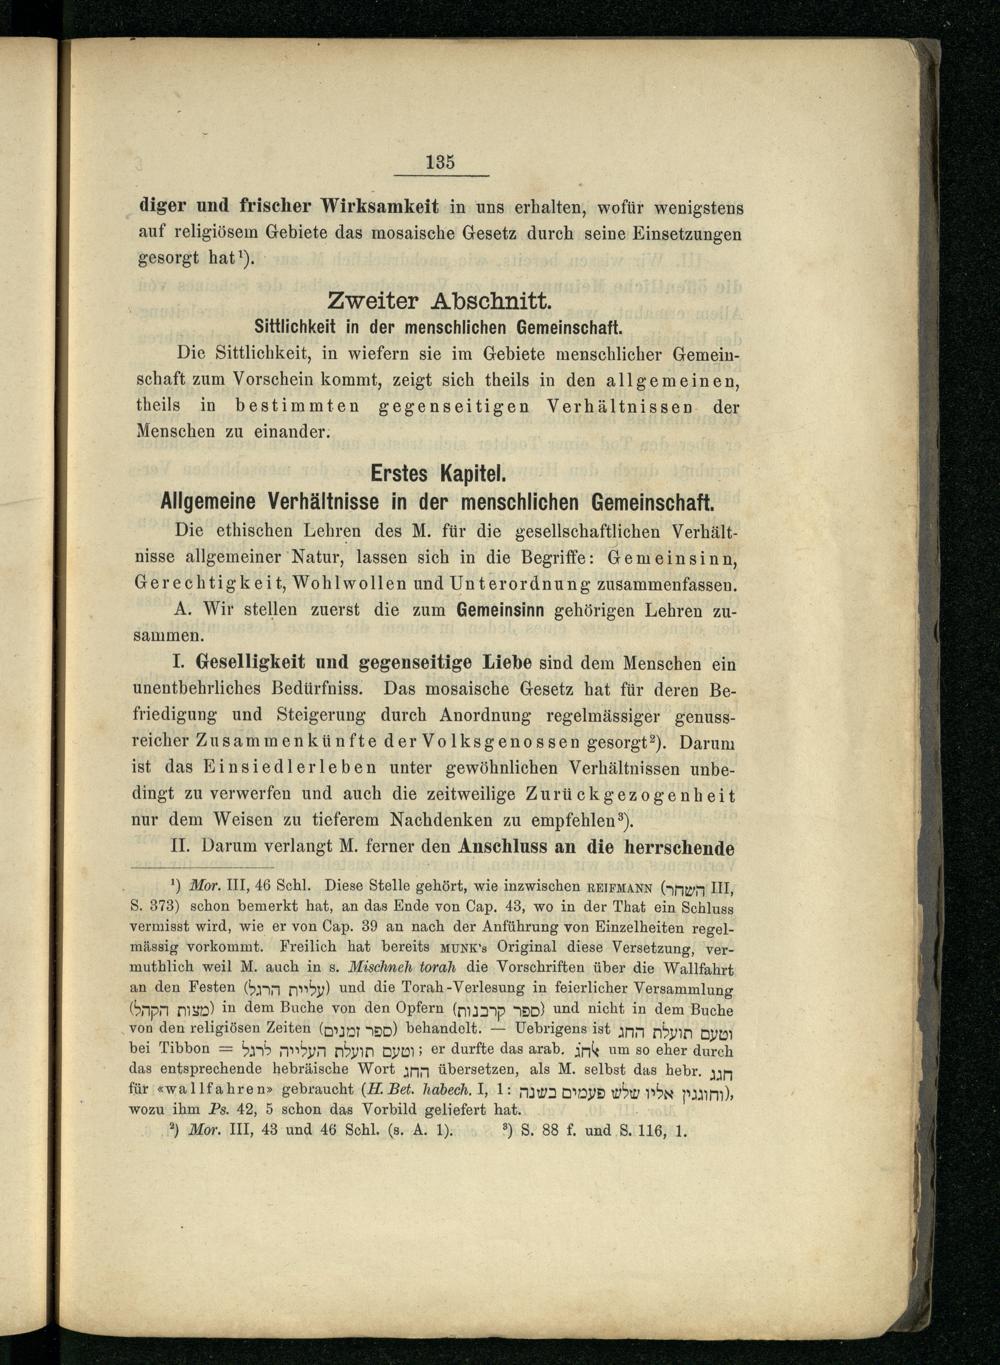 135
diger und frischer Wirksamkeit in uns erhalten, wofür wenigstens
auf religiösem Gebiete das mosaische Gesetz durch seine Einsetzungen
gesorgt hat¹).
Zweiter Abschnitt.
Sittlichkeit in der menschlichen Gemeinschaft.
Die Sittlichkeit, in wiefern sie im Gebiete menschlicher Gemein-
schaft zum Vorschein kommt, zeigt sich theils in den allgemeinen,
theils in bestimmten gegenseitigen Verhältnissen der
Menschen zu einander.
Erstes Kapitel.
Allgemeine Verhältnisse in der menschlichen Gemeinschaft.
Die ethischen Lehren des M. für die gesellschaftlichen Verhält-
nisse allgemeiner Natur, lassen sich in die Begriffe: Gemeinsinn,
Gerechtigkeit, Wohlwollen und Unterordnung zusammenfassen.
A. Wir stellen zuerst die zum Gemeinsinn gehörigen Lehren zu-
sammen.
I. Geselligkeit und gegenseitige Liebe sind dem Menschen ein
unentbehrliches Bedürfniss. Das mosaische Gesetz hat für deren Be-
friedigung und Steigerung durch Anordnung regelmässiger genuss-
reicher Zusammenkünfte der Volksgenossen gesorgt²). Darum
ist das Einsiedlerleben unter gewöhnlichen Verhältnissen unbe-
dingt zu verwerfen und auch die zeitweilige Zurückgezogenheit
nur dem Weisen zu tieferem Nachdenken zu empfehlen³).
II. Darum verlangt M. ferner den Anschluss an die herrschende
¹) Mor. III, 46 Schl. Diese Stelle gehört, wie inzwischen REIFMANN (השחר III,
S. 373) schon bemerkt hat, an das Ende von Cap. 43, wo in der That ein Schluss
vermisst wird, wie er von Cap. 39 an nach der Anführung von Einzelheiten regel-
mässig vorkommt. Freilich hat bereits MUNK's Original diese Versetzung, ver-
muthlich weil M. auch in s. Mischneh torah die Vorschriften über die Wallfahrt
an den Festen (עליית הרגל) und die Torah-Verlesung in feierlicher Versammlung
(מצות הקהל) in dem Buche von den Opfern (ספר קרבנות) und nicht in dem Buche
von den religiösen Zeiten (ספר זמנים) behandelt. — Uebrigens ist וטעם תועלת החג
bei Tibbon = וטעם תועלת העלייה לרגל; er durfte das arab. אלחג um so eher durch
das entsprechende hebräische Wort החג übersetzen, als M. selbst das hebr. חגג
für «wallfahren» gebraucht (H. Bet. habech. I, 1: וחוגגין אליו שלש פעמים בשנה),
wozu ihm Ps. 42, 5 schon das Vorbild geliefert hat.
²) Mor. III, 43 und 46 Schl. (s. A. 1). ³) S. 88 f. und S. 116, 1.